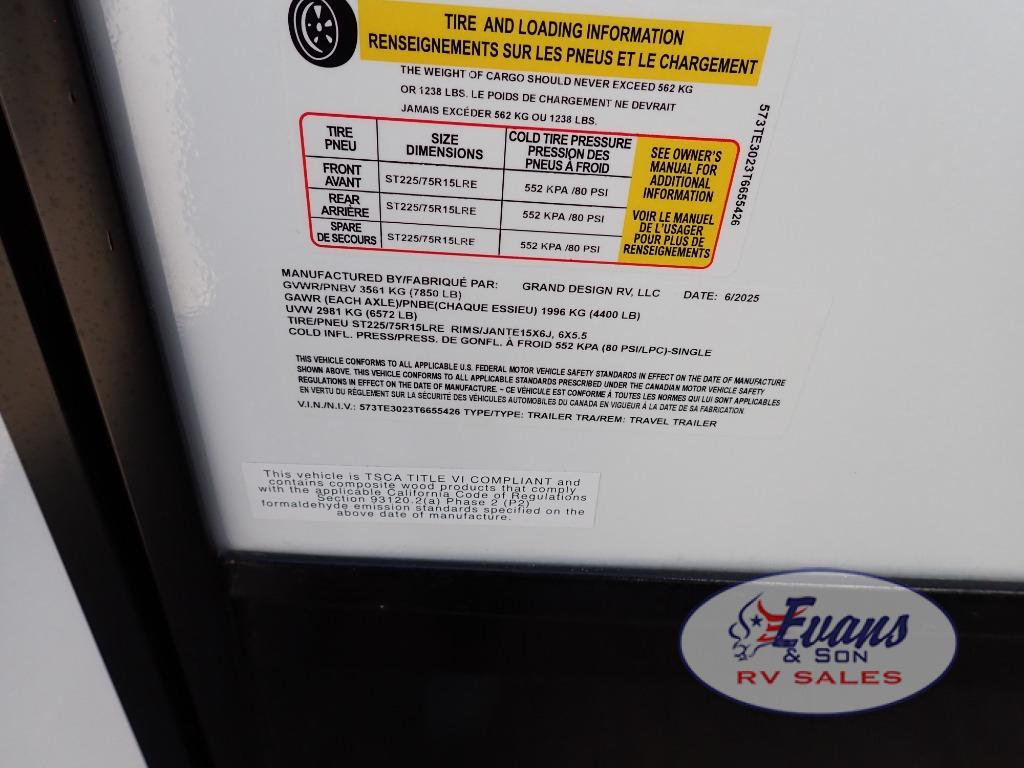 TIRE AND LOADING INFORMATION
RENSEIGNEMENTS SUR LES PNEUS ET LE CHARGEMENT
THE WEIGHT OF CARGO SHOULD NEVER EXCEED 562 KG
OR 1238 LBS. LE POIDS DE CHARGEMENT NE DEVRAIT
JAMAIS EXCÉDER 562 KG OU 1238 LBS.
TIRE
PNEU
SIZE
DIMENSIONS
COLD TIRE PRESSURE
PRESSION DES
PNEUS À FROID
FRONT
AVANT
ST225/75R15LRE
552 KPA /80 PSI
REAR
ARRIÈRE
ST225/75R15LRE
552 KPA /80 PSI
SPARE
DE SECOURS
ST225/75R15LRE
552 KPA /80 PSI
SEE OWNER'S
MANUAL FOR
ADDITIONAL
INFORMATION
VOIR LE MANUEL
DE L'USAGER
POUR PLUS DE
RENSEIGNEMENTS
573TE3023T6655426
MANUFACTURED BY/FABRIQUÉ PAR: GRAND DESIGN RV, LLC DATE: 6/2025
GVWR/PNBV 3561 KG (7850 LB)
GAWR (EACH AXLE)/PNBE(CHAQUE ESSIEU) 1996 KG (4400 LB)
UVW 2981 KG (6572 LB)
TIRE/PNEU ST225/75R15LRE RIMS/JANTE15X6J, 6X5.5
COLD INFL. PRESS/PRESS. DE GONFL. À FROID 552 KPA (80 PSI/LPC)-SINGLE
THIS VEHICLE CONFORMS TO ALL APPLICABLE U.S. FEDERAL MOTOR VEHICLE SAFETY STANDARDS IN EFFECT ON THE DATE OF MANUFACTURE
SHOWN ABOVE. THIS VEHICLE CONFORMS TO ALL APPLICABLE STANDARDS PRESCRIBED UNDER THE CANADIAN MOTOR VEHICLE SAFETY
REGULATIONS IN EFFECT ON THE DATE OF MANUFACTURE. – CE VÉHICULE EST CONFORME À TOUTES LES NORMES QUI LUI SONT APPLICABLES
EN VERTU DU RÈGLEMENT SUR LA SÉCURITÉ DES VÉHICULES AUTOMOBILES DU CANADA EN VIGUEUR À LA DATE DE SA FABRICATION.
V.I.N./N.I.V.: 573TE3023T6655426 TYPE/TYPE: TRAILER TRA/REM: TRAVEL TRAILER
This vehicle is TSCA TITLE VI COMPLIANT and
contains composite wood products that comply
with the applicable California Code of Regulations
Section 93120.2(a) Phase 2 (P2)
formaldehyde emission standards specified on the
above date of manufacture.
Evans
& SON
RV SALES